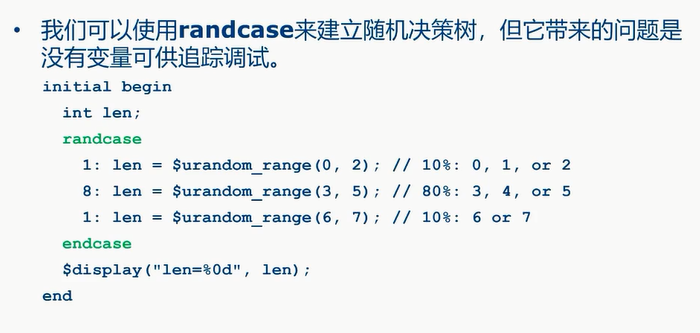 • 我们可以使用randcase来建立随机决策树，但它带来的问题是
没有变量可供追踪调试。
initial begin
int len;
randcase
1: len = $urandom_range(0, 2); // 10%: 0, 1, or 2
8: len = $urandom_range(3, 5); // 80%: 3, 4, or 5
1: len = $urandom_range(6, 7); // 10%: 6 or 7
endcase
$display("len=%0d", len);
end